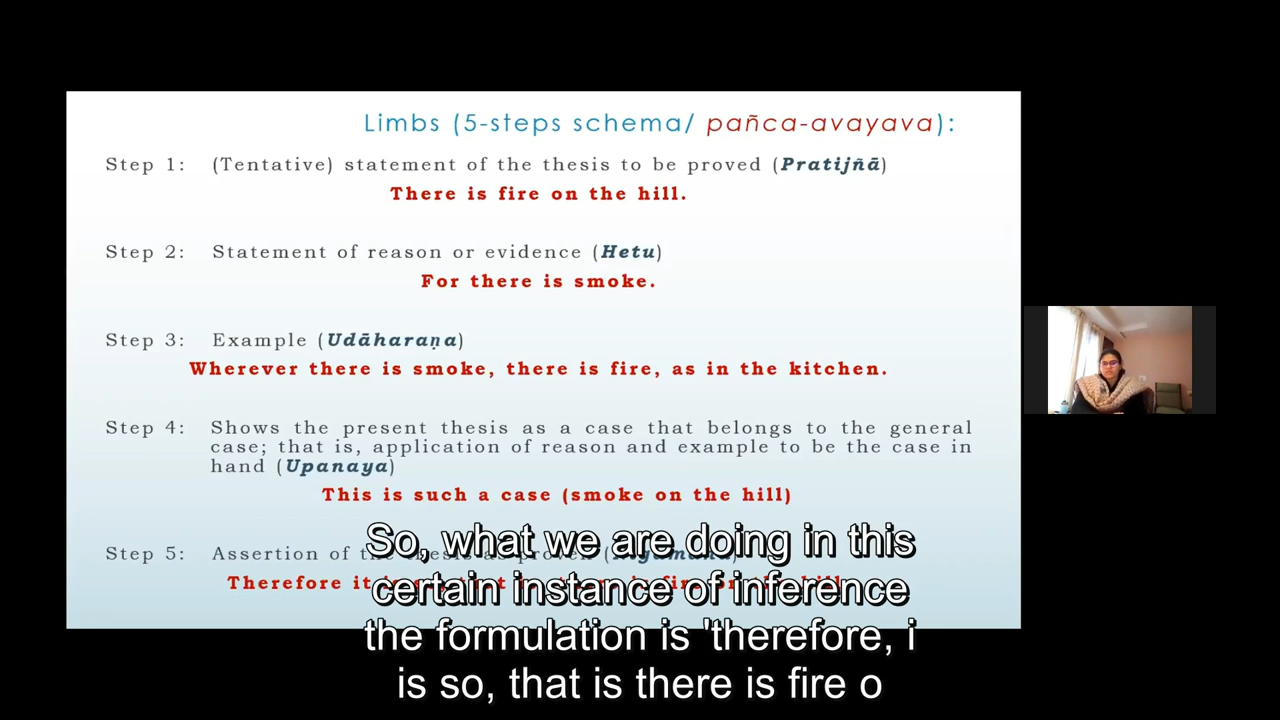 Limbs (5-steps schema/ pañca-avayava):
Step 1: (Tentative) statement of the thesis to be proved (Pratijñā)
There is fire on the hill.
Step 2: Statement of reason or evidence (Hetu)
For there is smoke.
Step 3: Example (Udāharaṇa)
Wherever there is smoke, there is fire, as in the kitchen.
Step 4: Shows the present thesis as a case that belongs to the general
case; that is, application of reason and example to be the case in
hand (Upanaya)
This is such a case (smoke on the hill)
Step 5: Assertion of
Therefore it
So, what we are doing in this
certain instance of inference
the formulation is 'therefore, i
is so, that is there is fire o